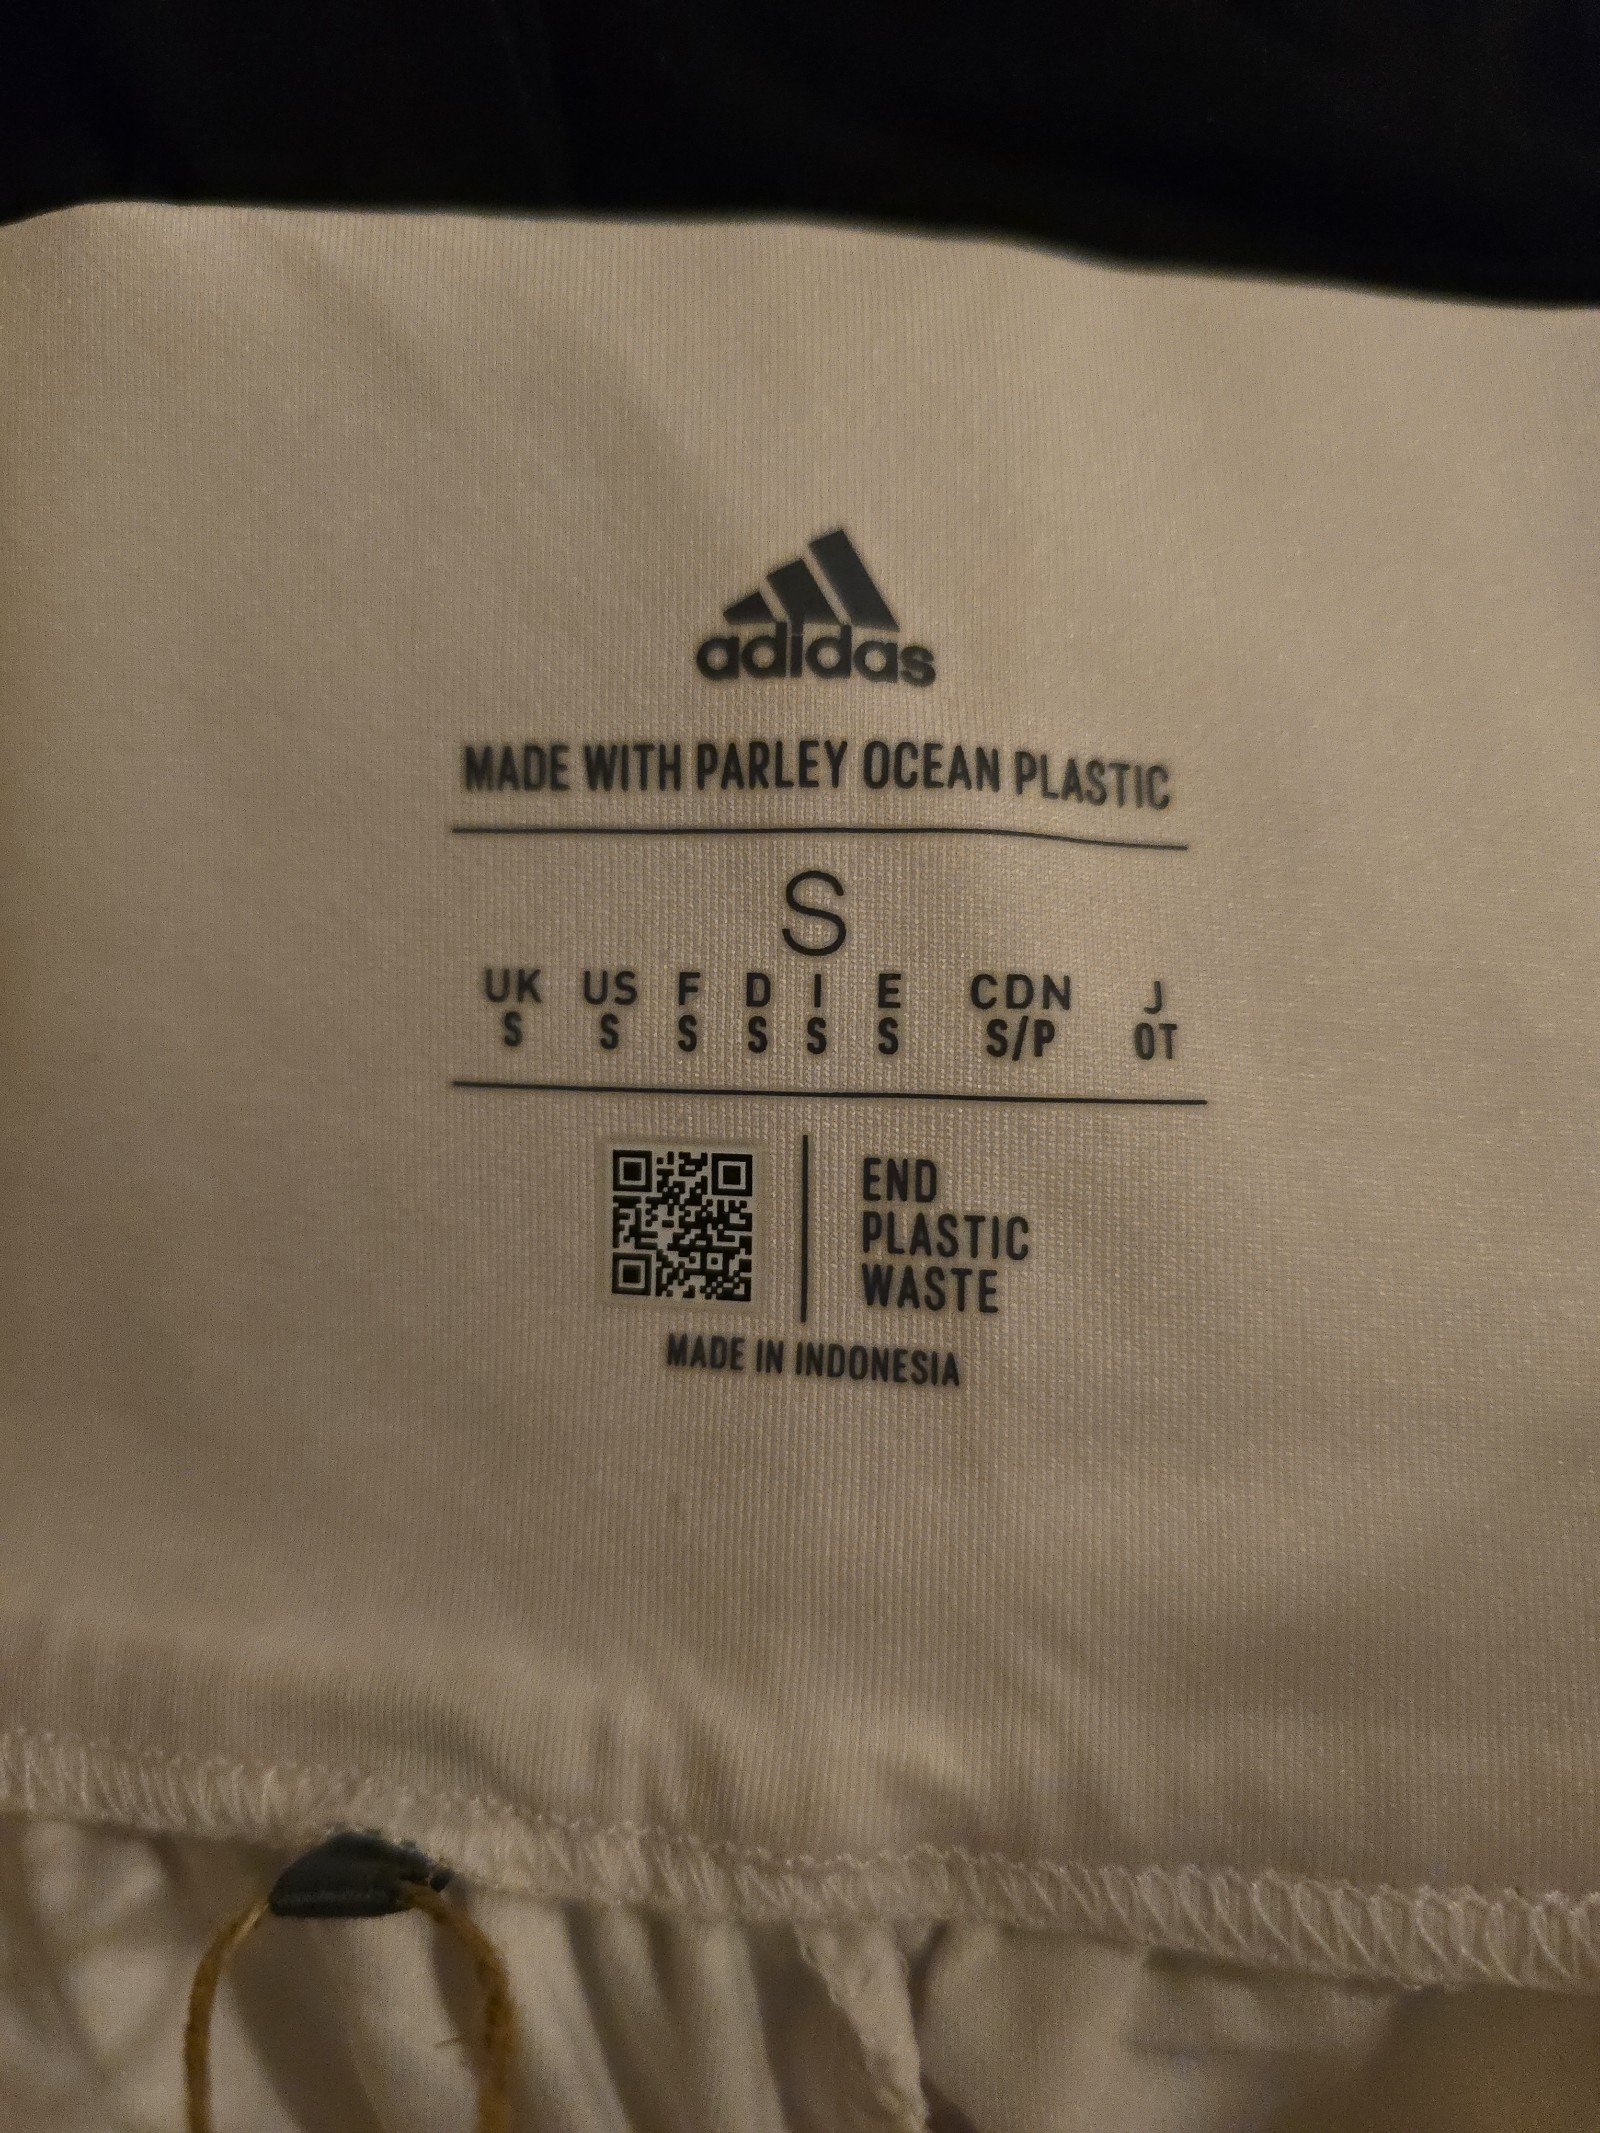 adidas
MADE WITH PARLEY OCEAN PLASTIC
S
UK US F D I E CDN J
S S S S S S S/P OT
END
PLASTIC
WASTE
MADE IN INDONESIA